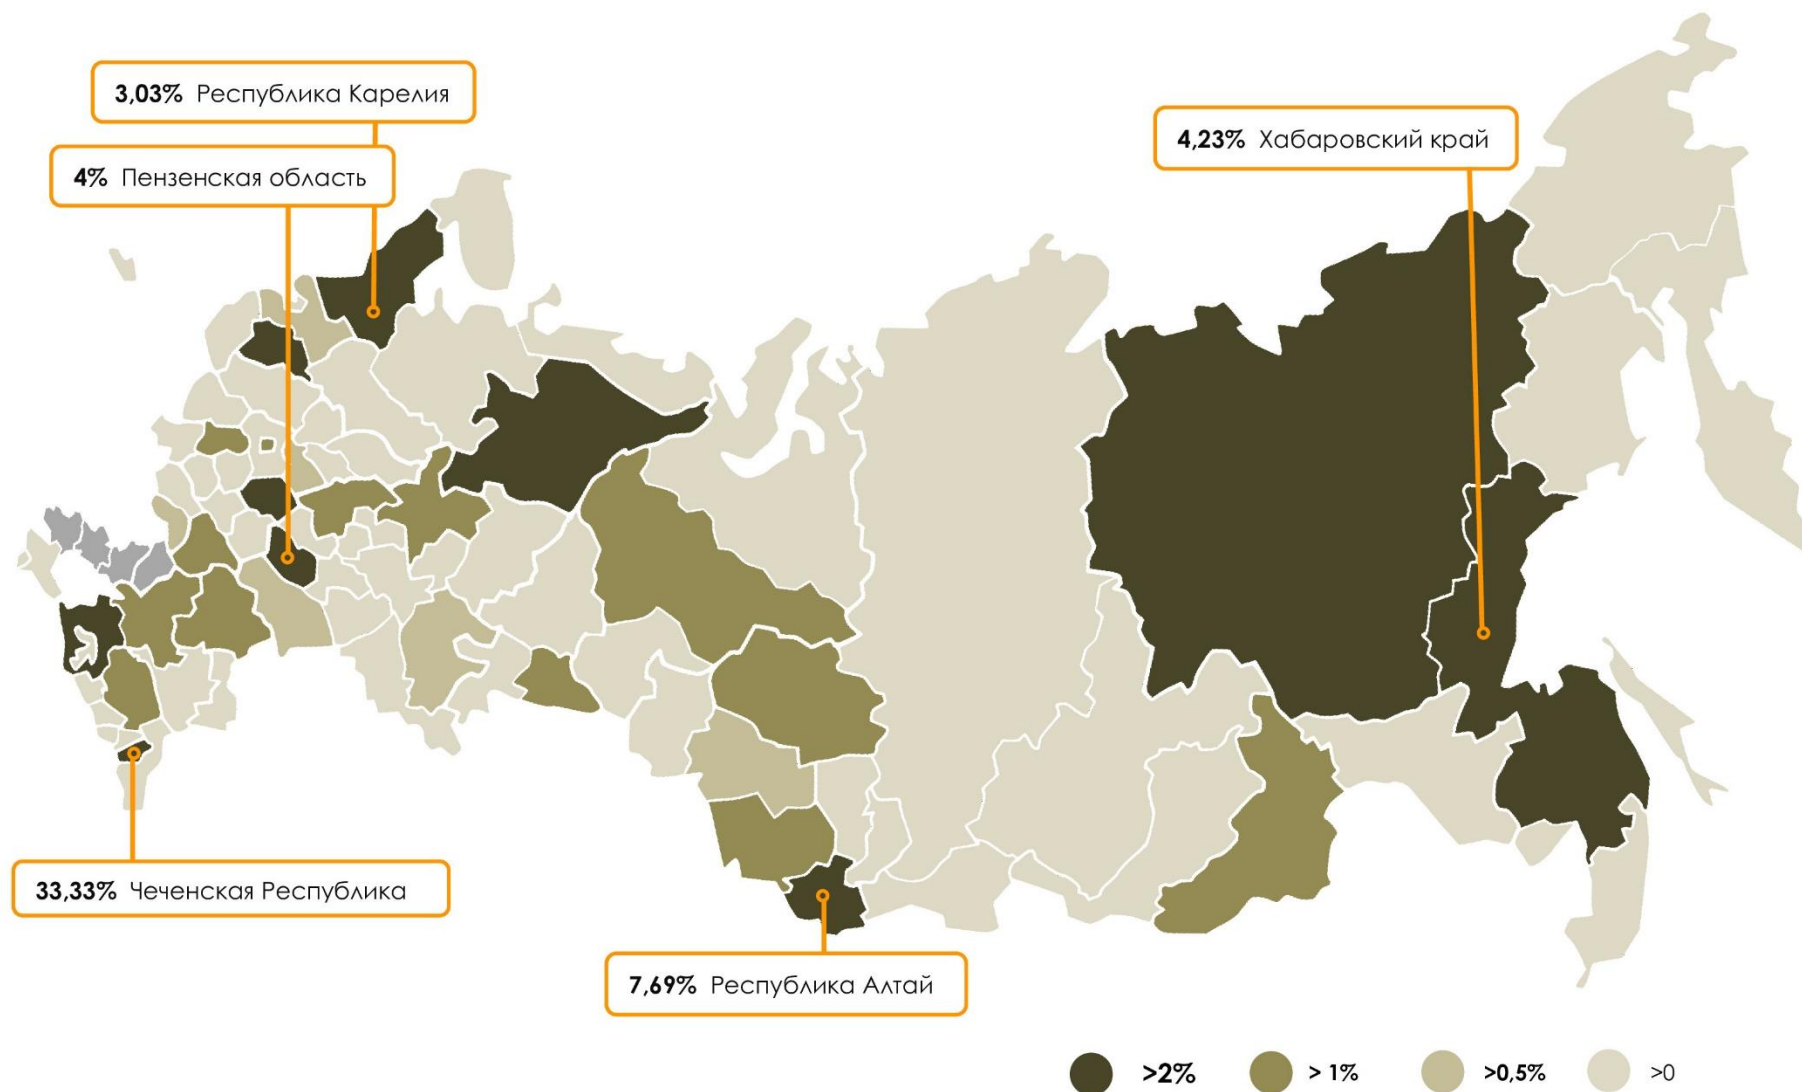 3,03% Республика Карелия
4% Пензенская область
4,23% Хабаровский край
33,33% Чеченская Республика
7,69% Республика Алтай
>2% > 1% >0,5% >0